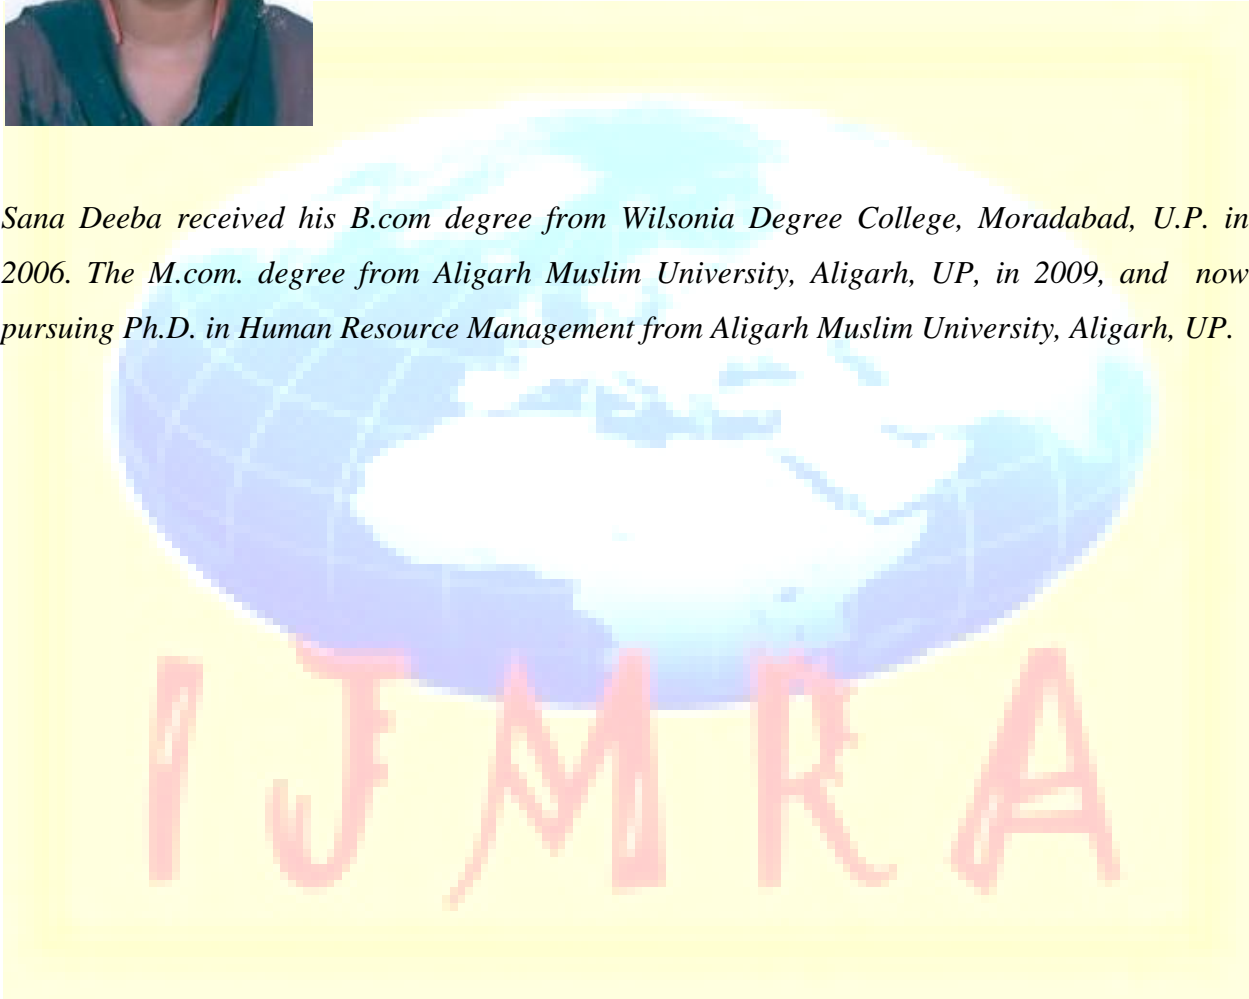 Sana Deeba received his B.com degree from Wilsonia Degree College, Moradabad, U.P. in
2006. The M.com. degree from Aligarh Muslim University, Aligarh, UP, in 2009, and now
pursuing Ph.D. in Human Resource Management from Aligarh Muslim University, Aligarh, UP.
IJMRA